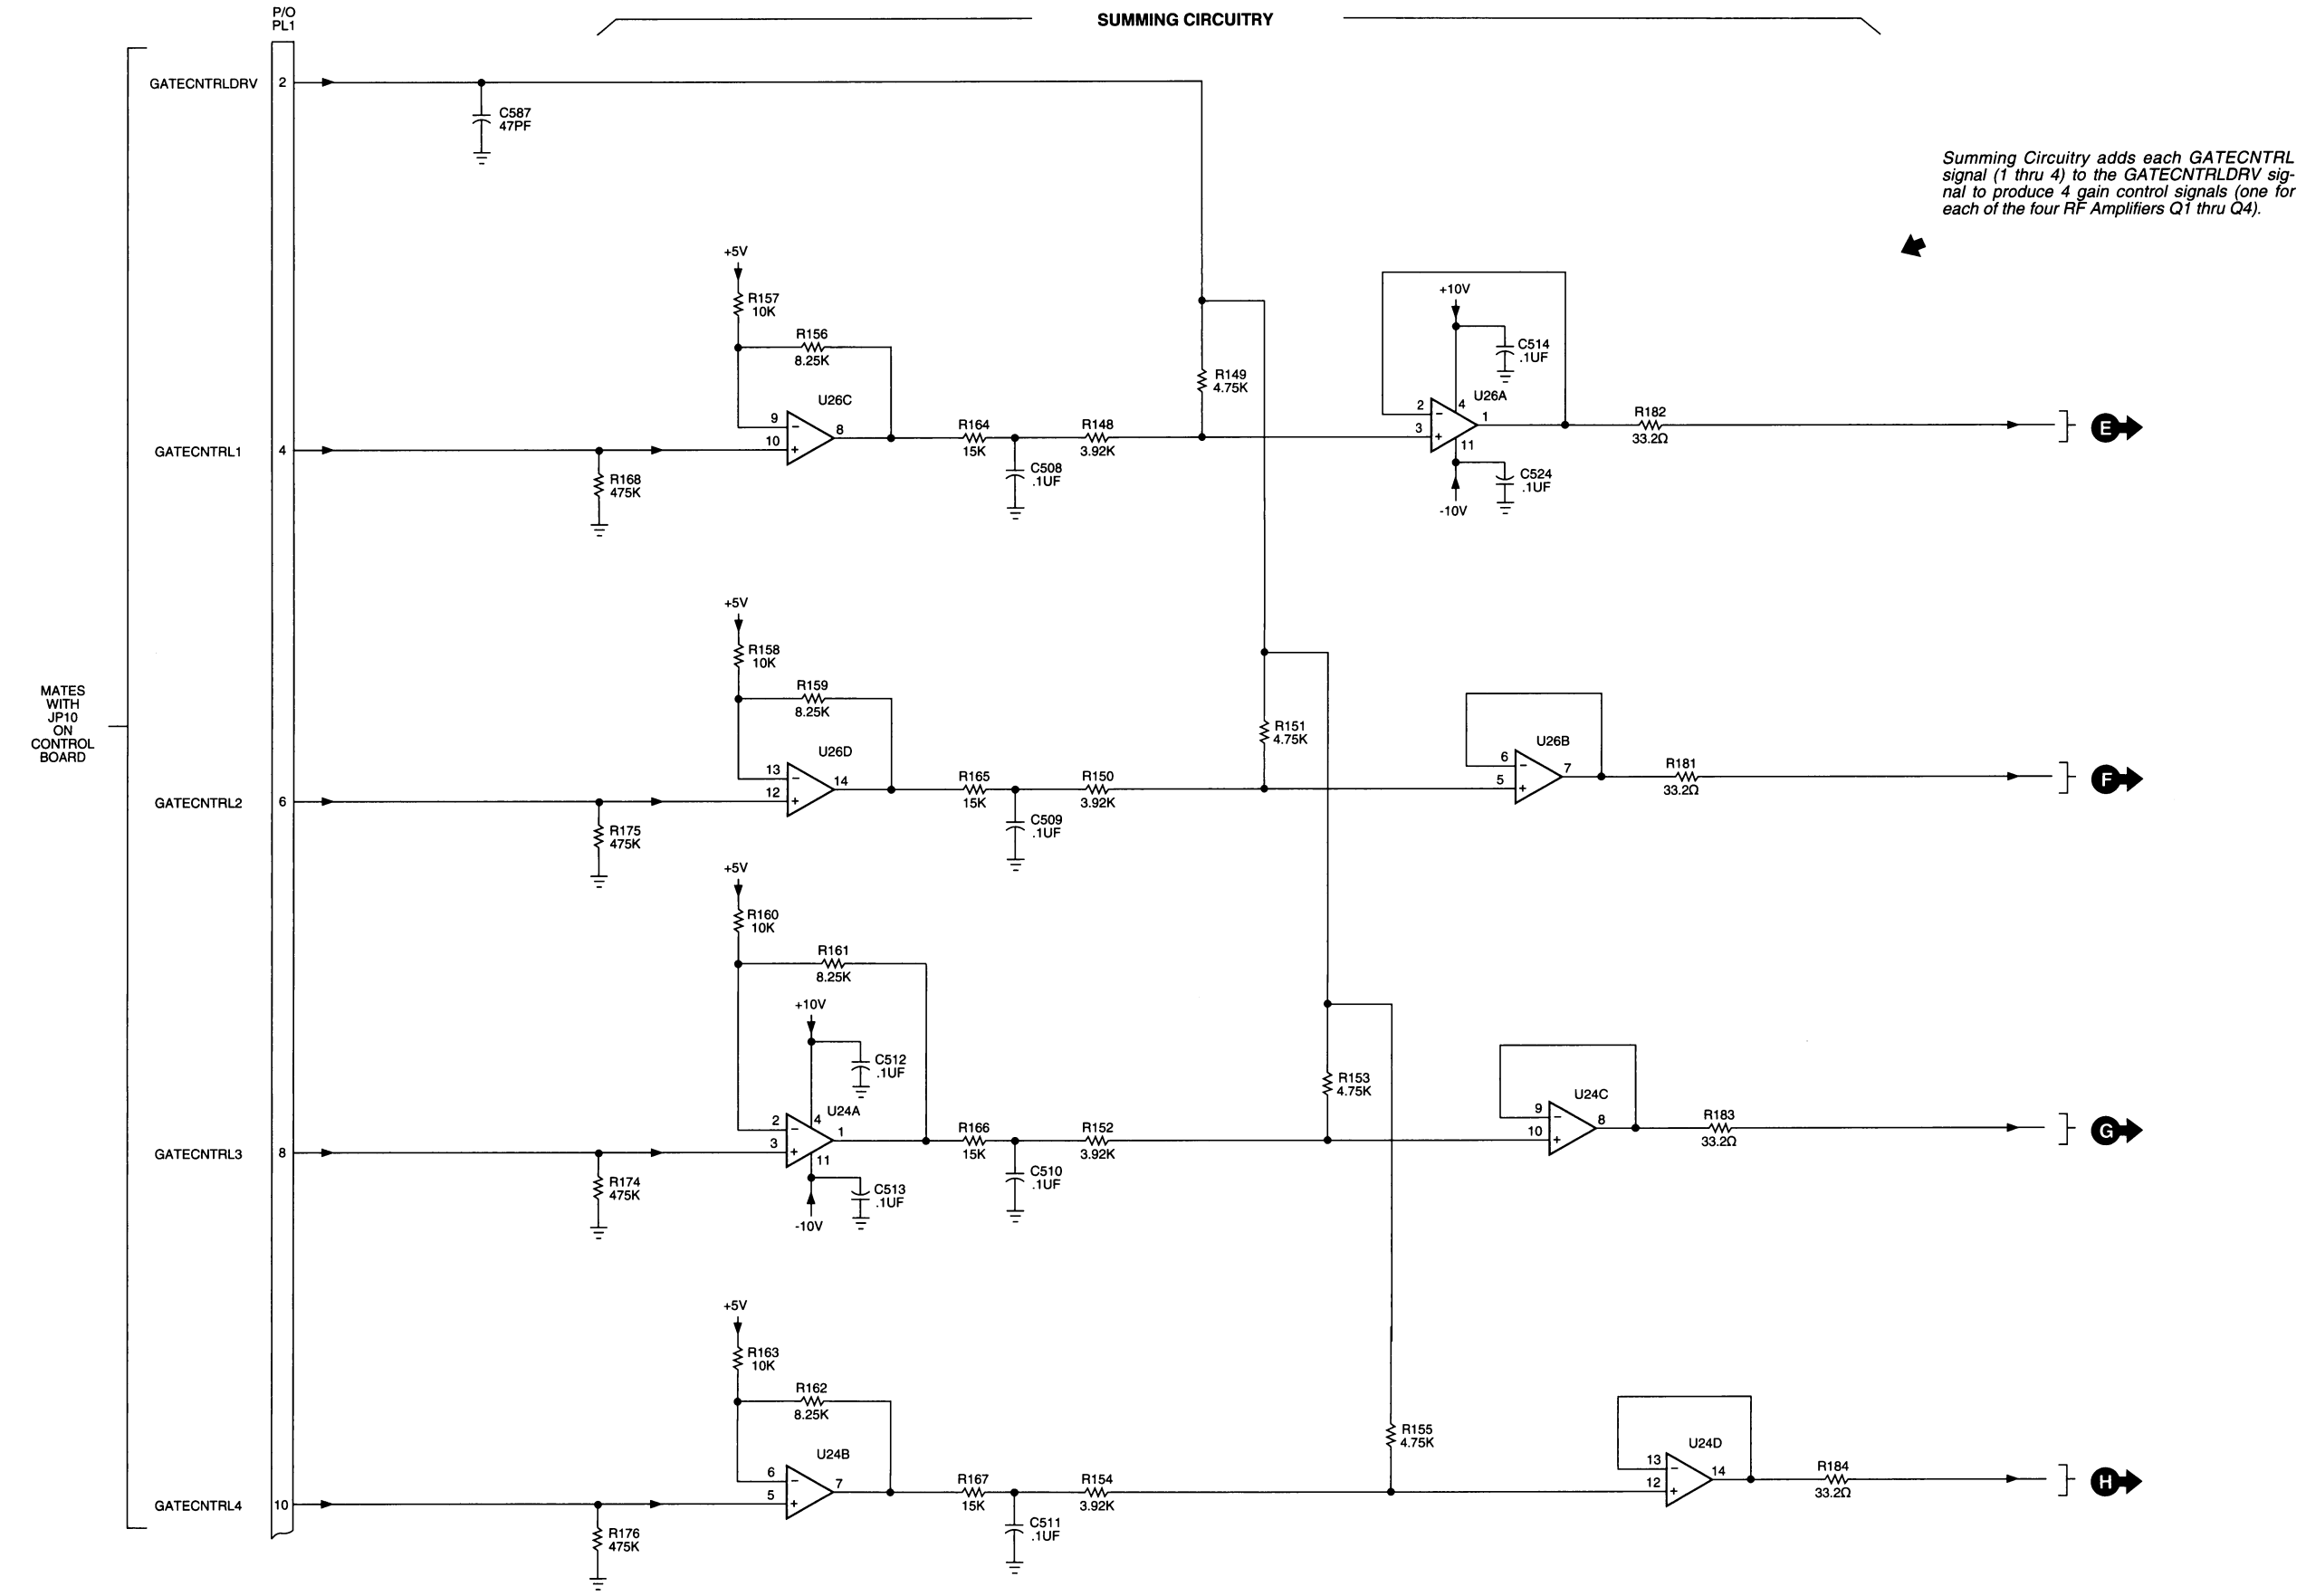 P/O
PL1
SUMMING CIRCUITRY
GATECNTRLDRV
2
C587
47PF
Summing Circuitry adds each GATECNTRL
signal (1 thru 4) to the GATECNTRLDRV sig-
nal to produce 4 gain control signals (one for
each of the four RF Amplifiers Q1 thru Q4).
+5V
R157
10K
R156
8.25K
U26C
9
-
10
+
8
R164
15K
R148
3.92K
C508
.1UF
R149
4.75K
+10V
C514
.1UF
U26A
2
-
4
3
+
1
11
C524
.1UF
-10V
R182
33.2Ω
E
GATECNTRL1
4
R168
475K
+5V
R158
10K
R159
8.25K
U26D
13
-
12
+
14
R165
15K
R150
3.92K
C509
.1UF
R151
4.75K
U26B
6
-
5
+
7
R181
33.2Ω
F
MATES
WITH
JP10
ON
CONTROL
BOARD
GATECNTRL2
6
R175
475K
+5V
R160
10K
R161
8.25K
+10V
C512
.1UF
U24A
2
-
4
3
+
1
11
C513
.1UF
-10V
R166
15K
R152
3.92K
C510
.1UF
R153
4.75K
U24C
9
-
10
+
8
R183
33.2Ω
G
GATECNTRL3
8
R174
475K
+5V
R163
10K
R162
8.25K
U24B
6
-
5
+
7
R167
15K
R154
3.92K
C511
.1UF
R155
4.75K
U24D
13
-
12
+
14
R184
33.2Ω
H
GATECNTRL4
10
R176
475K